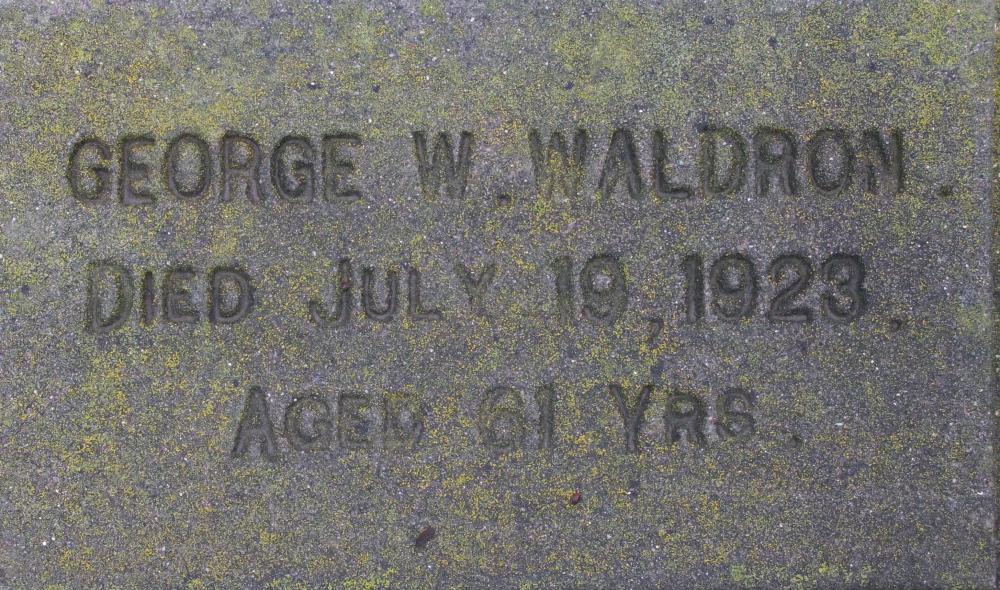 GEORGE W. WALDRON.
DIED JULY 19, 1923.
AGED 61 YRS.